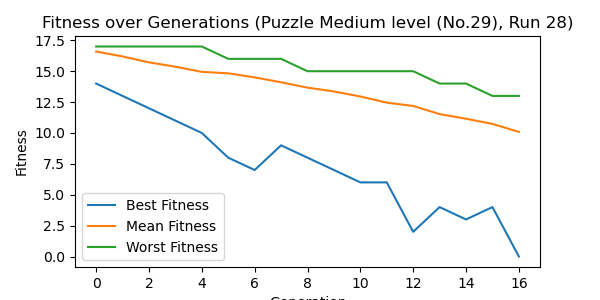 Fitness over Generations (Puzzle Medium level (No.29), Run 28)
17.5
15.0
12.5
10.0
7.5
5.0
2.5
0.0
Fitness
Best Fitness
Mean Fitness
Worst Fitness
0 2 4 6 8 10 12 14 16
Generation